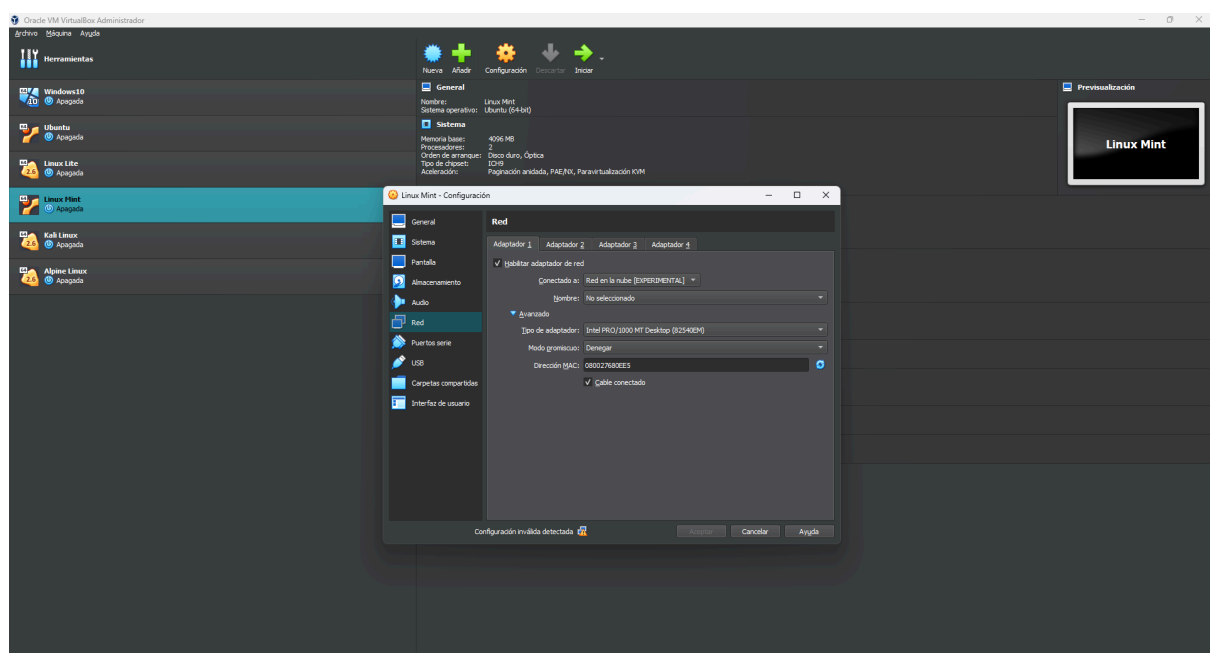 Oracle VM VirtualBox Administrador
Archivo Máquina Ayuda
Herramientas
Nueva Añadir Configuración Descartar Iniciar
Windows10
Apagada
Ubuntu
Apagada
Linux Lite
Apagada
Linux Mint
Apagada
Kali Linux
Apagada
Alpine Linux
Apagada
General
Nombre: Linux Mint
Sistema operativo: Ubuntu (64-bit)
Sistema
Memoria base: 4096 MB
Procesadores: 2
Orden de arranque: Disco duro, Óptica
Tipo de chipset: ICH9
Aceleración: Paginación anidada, PAE/NX, Paravirtualización KVM
Previsualización
Linux Mint
Linux Mint - Configuración
General
Sistema
Pantalla
Almacenamiento
Audio
Red
Puertos serie
USB
Carpetas compartidas
Interfaz de usuario
Red
Adaptador 1 Adaptador 2 Adaptador 3 Adaptador 4
Habilitar adaptador de red
Conectado a: Red en la nube [EXPERIMENTAL]
Nombre: No seleccionado
Avanzado
Tipo de adaptador: Intel PRO/1000 MT Desktop (82540EM)
Modo promiscuo: Denegar
Dirección MAC: 080027680EE5
Cable conectado
Configuración inválida detectada
Aceptar Cancelar Ayuda